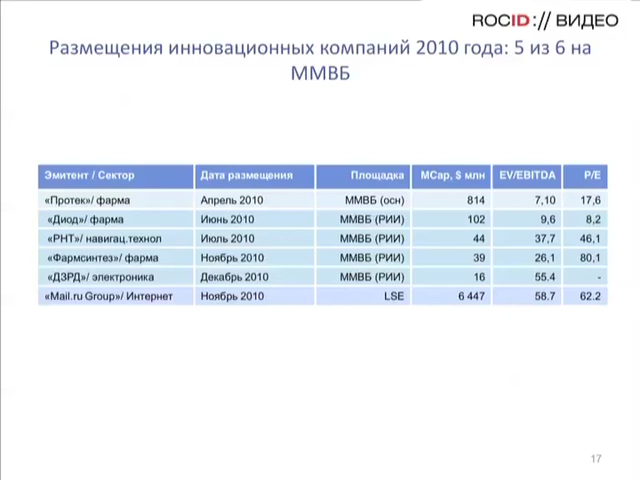 ROCID:// ВИДЕО
Размещения инновационных компаний 2010 года: 5 из 6 на
ММВБ
Эмитент / Сектор Дата размещения Площадка MCap, $ млн EV/EBITDA P/E
«Протек»/ фарма Апрель 2010 ММВБ (осн) 814 7,10 17,6
«Диод»/ фарма Июнь 2010 ММВБ (РИИ) 102 9,6 8,2
«РНТ»/ навигац.технол Июль 2010 ММВБ (РИИ) 44 37,7 46,1
«Фармсинтез»/ фарма Ноябрь 2010 ММВБ (РИИ) 39 26,1 80,1
«ДЗРД»/ электроника Декабрь 2010 ММВБ (РИИ) 16 55.4 -
«Mail.ru Group»/ Интернет Ноябрь 2010 LSE 6 447 58.7 62.2
17